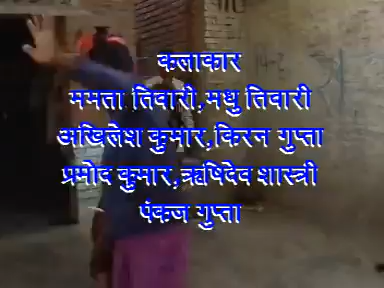 कलाकार
ममता तिवारी,मधु तिवारी
अखिलेश कुमार,किरन गुप्ता
प्रमोद कुमार,ऋषिदेव शास्त्री
पंकज गुप्ता